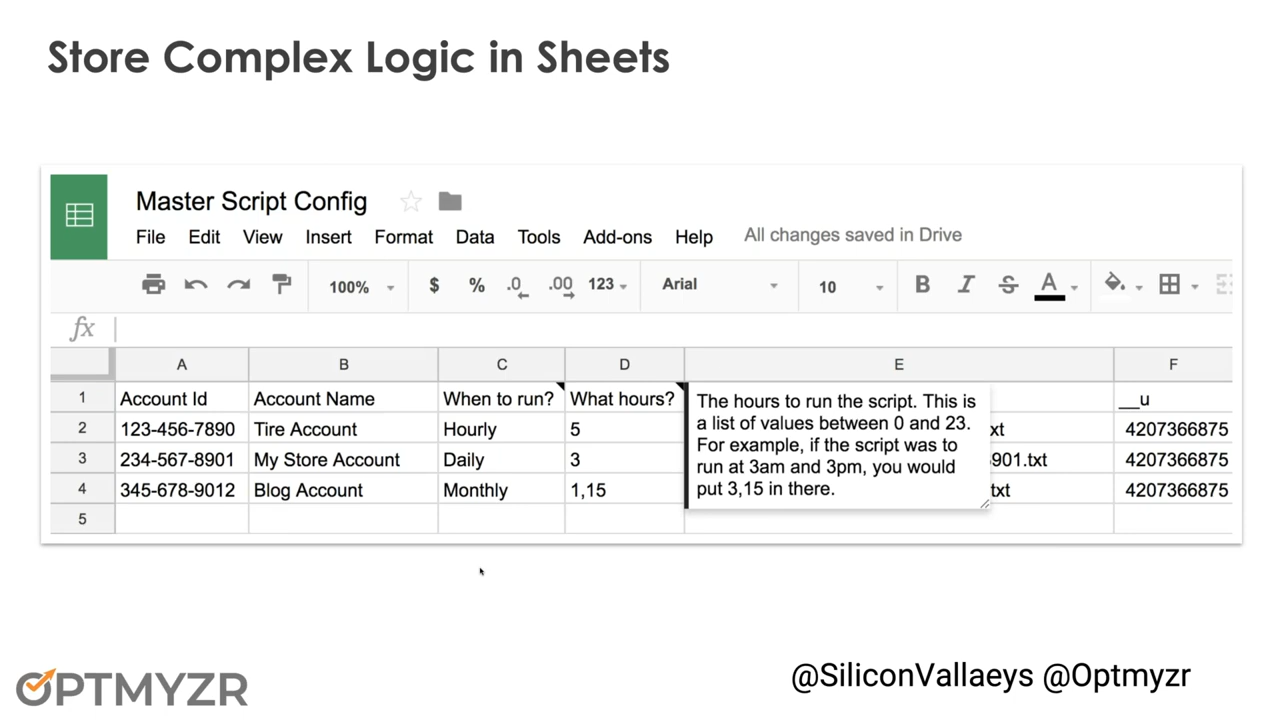 Store Complex Logic in Sheets
Master Script Config
File Edit View Insert Format Data Tools Add-ons Help All changes saved in Drive
100% $ % .0 .00 123 Arial 10 B I S A
fx
A B C D E F
1 Account Id Account Name When to run? What hours? __u
2 123-456-7890 Tire Account Hourly 5 xt 4207366875
3 234-567-8901 My Store Account Daily 3 901.txt 4207366875
4 345-678-9012 Blog Account Monthly 1,15 txt 4207366875
5
The hours to run the script. This is
a list of values between 0 and 23.
For example, if the script was to
run at 3am and 3pm, you would
put 3,15 in there.
OPTMYZR
@SiliconVallaeys @Optmyzr